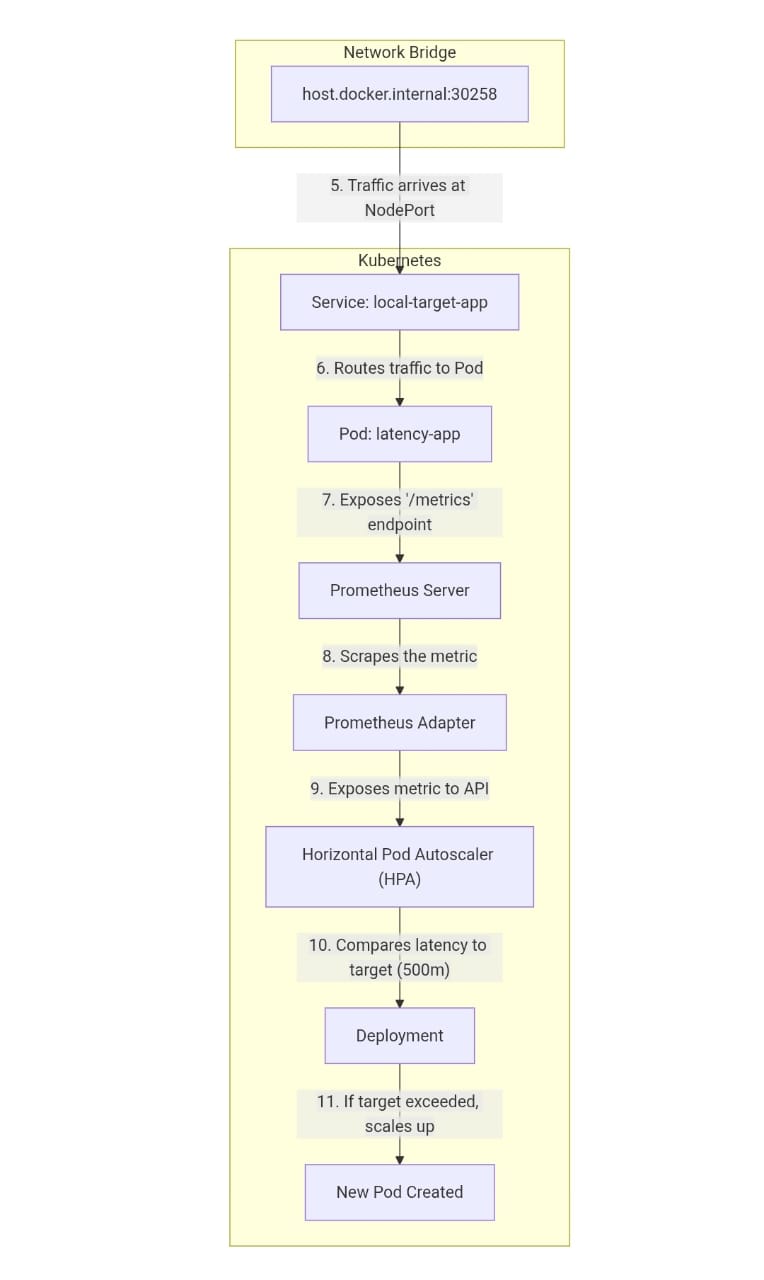 Network Bridge
host.docker.internal:30258
5. Traffic arrives at
NodePort
Kubernetes
Service: local-target-app
6. Routes traffic to Pod
Pod: latency-app
7. Exposes '/metrics'
endpoint
Prometheus Server
8. Scrapes the metric
Prometheus Adapter
9. Exposes metric to API
Horizontal Pod Autoscaler
(HPA)
10. Compares latency to
target (500m)
Deployment
11. If target exceeded,
scales up
New Pod Created